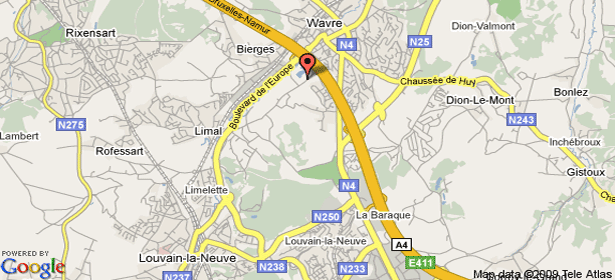 Bruxelles-Namur
Wavre
Rixensart
Bierges
N4
N25
Dion-Valmont
Boulevard de l'Europe
Chaussée de Huy
Bonlez
Dion-Le-Mont
N275
Lambert
Limal
N243
Inchébroux
Rofessart
Gistoux
Limelette
N4
Cha
N250
La Baraque
POWERED BY
Google
Louvain-la-Neuve
Louvain-la-Neuve
A4
E411
N238
N233
N237
Map data ©2009 Tele Atlas